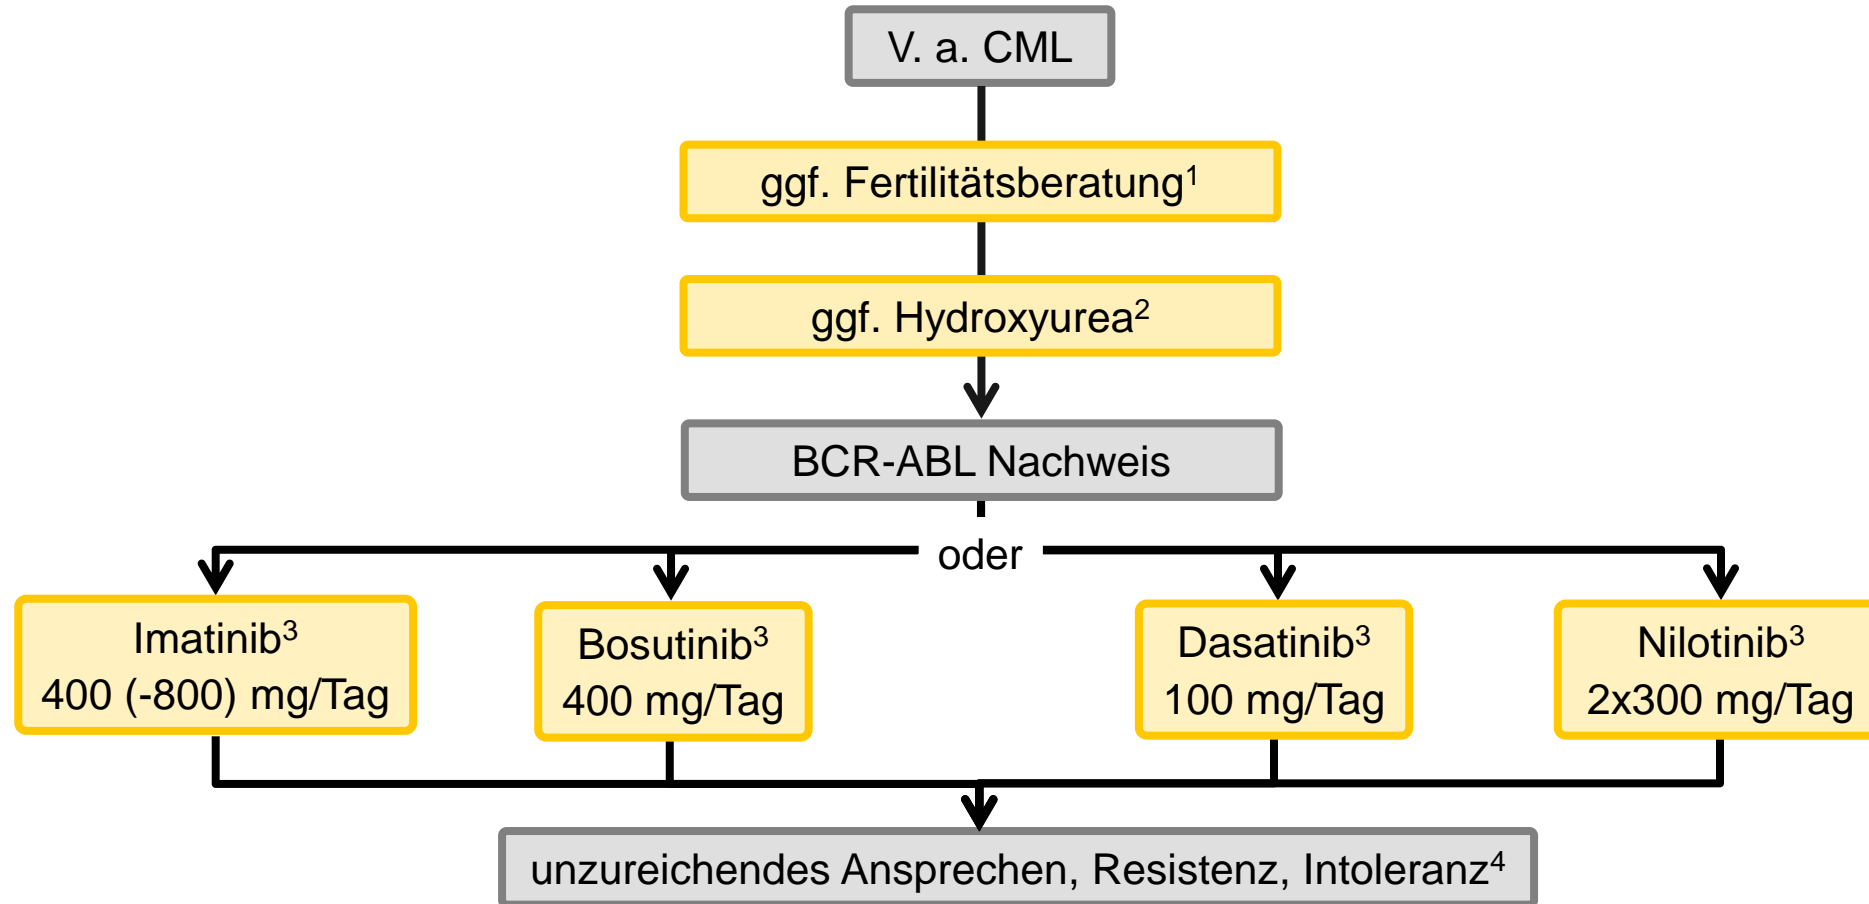 V. a. CML
ggf. Fertilitätsberatung¹
ggf. Hydroxyurea²
BCR-ABL Nachweis
oder
Imatinib³
400 (-800) mg/Tag
Bosutinib³
400 mg/Tag
Dasatinib³
100 mg/Tag
Nilotinib³
2x300 mg/Tag
unzureichendes Ansprechen, Resistenz, Intoleranz⁴